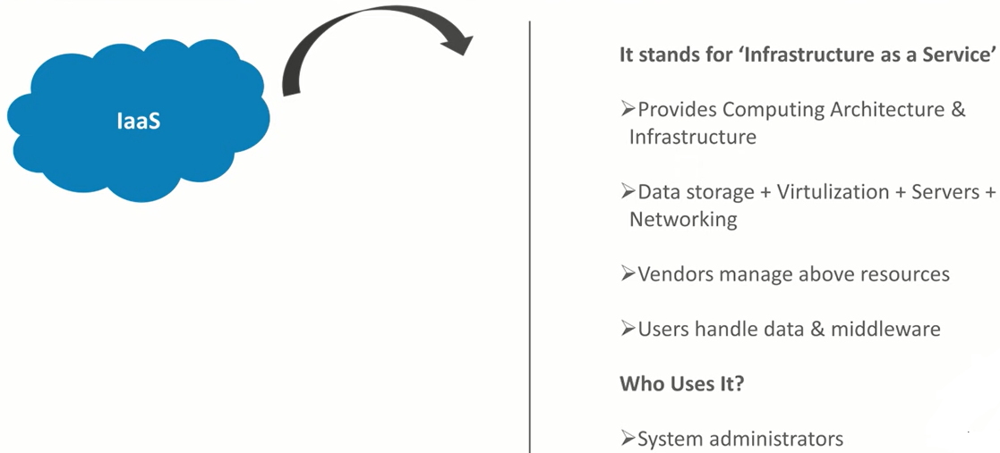 IaaS
It stands for ‘Infrastructure as a Service’
➢Provides Computing Architecture &
Infrastructure
➢Data storage + Virtulization + Servers +
Networking
➢Vendors manage above resources
➢Users handle data & middleware
Who Uses It?
➢System administrators